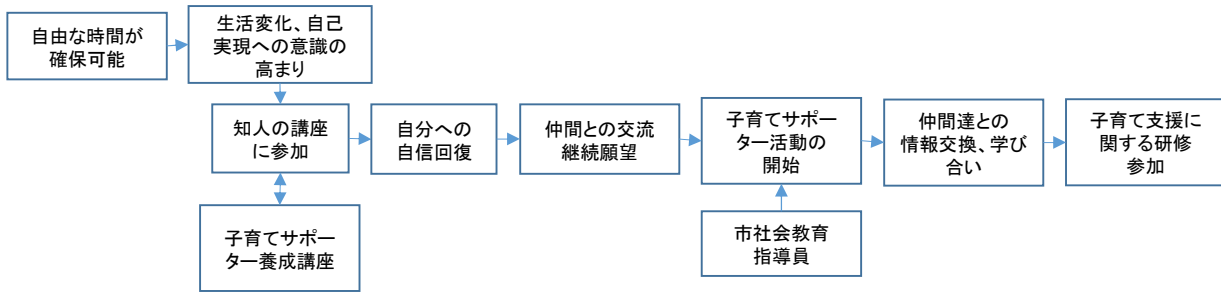 自由な時間が
確保可能
生活変化、自己
実現への意識の
高まり
知人の講座
に参加
自分への
自信回復
仲間との交流
継続願望
子育てサポー
ター活動の
開始
仲間達との
情報交換、学び
合い
子育て支援に
関する研修
参加
子育てサポー
ター養成講座
市社会教育
指導員